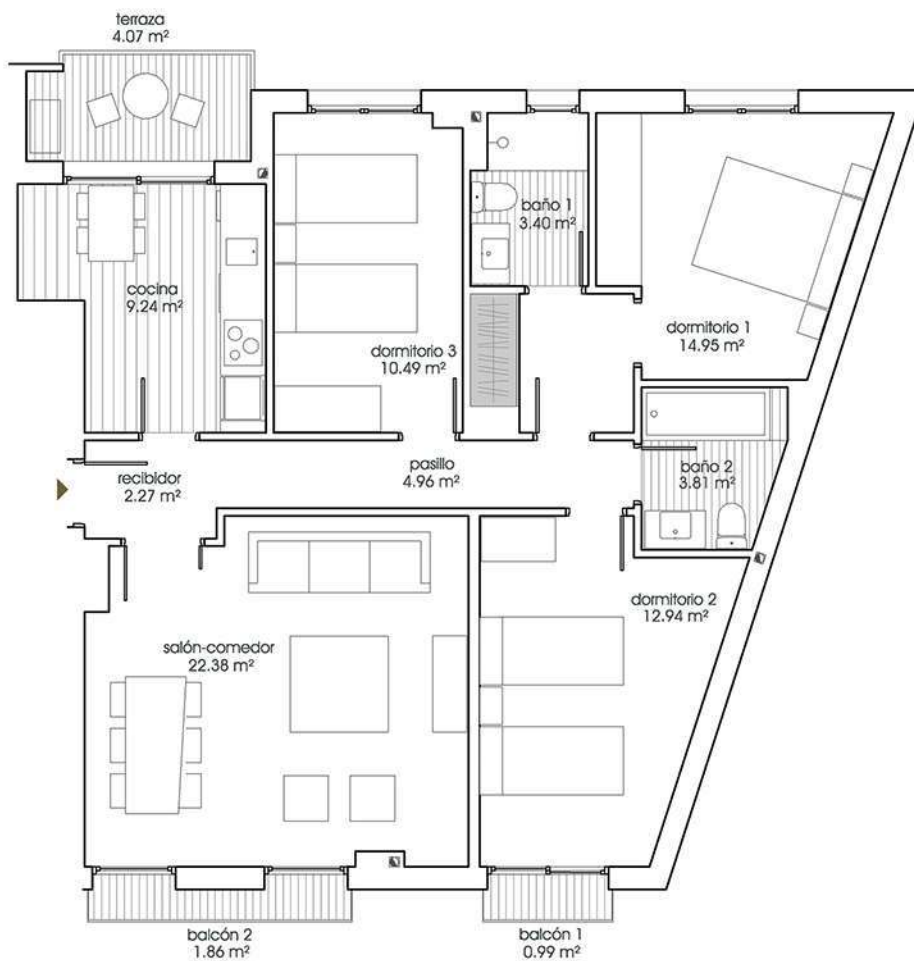 terraza
4.07 m²
baño 1
3.40 m²
cocina
9.24 m²
dormitorio 1
14.95 m²
dormitorio 3
10.49 m²
recibidor
2.27 m²
pasillo
4.96 m²
baño 2
3.81 m²
dormitorio 2
12.94 m²
salón-comedor
22.38 m²
balcón 2
1.86 m²
balcón 1
0.99 m²